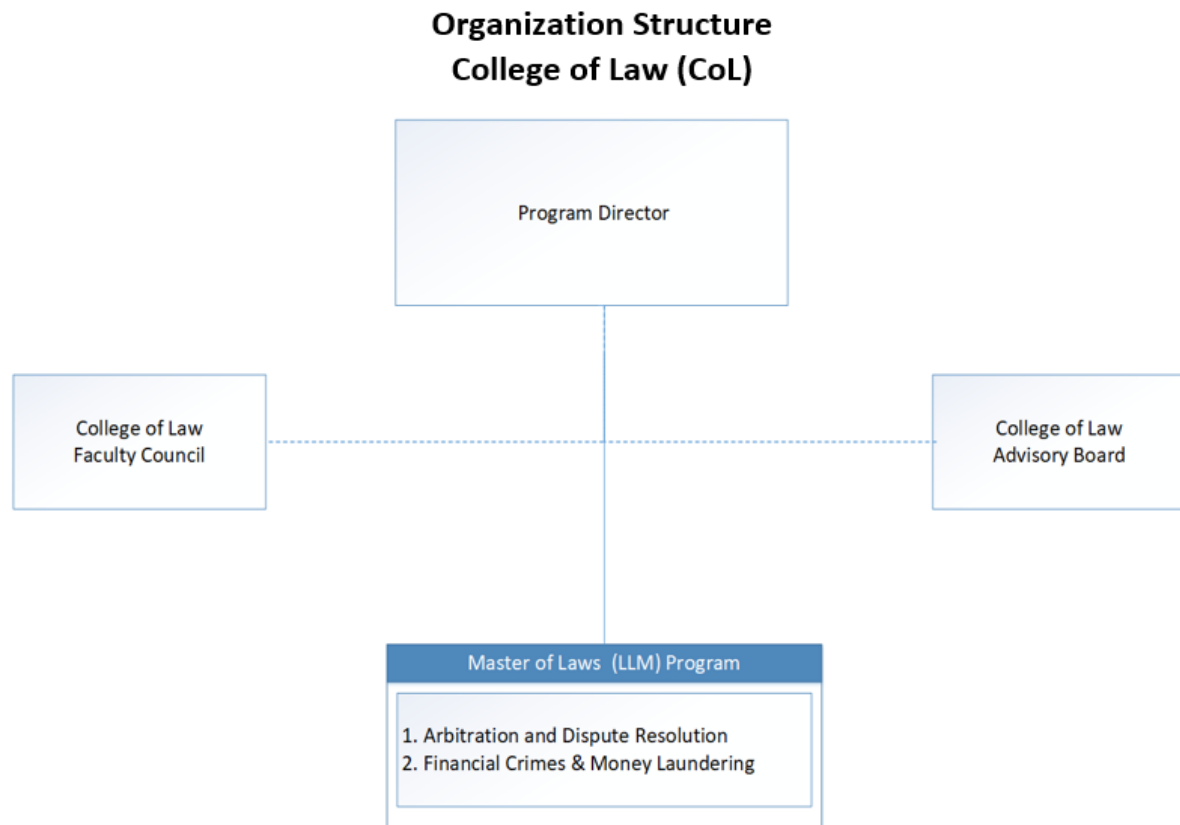 Organization Structure
College of Law (CoL)
Program Director
College of Law
Faculty Council
College of Law
Advisory Board
Master of Laws  (LLM) Program
1. Arbitration and Dispute Resolution
2. Financial Crimes & Money Laundering